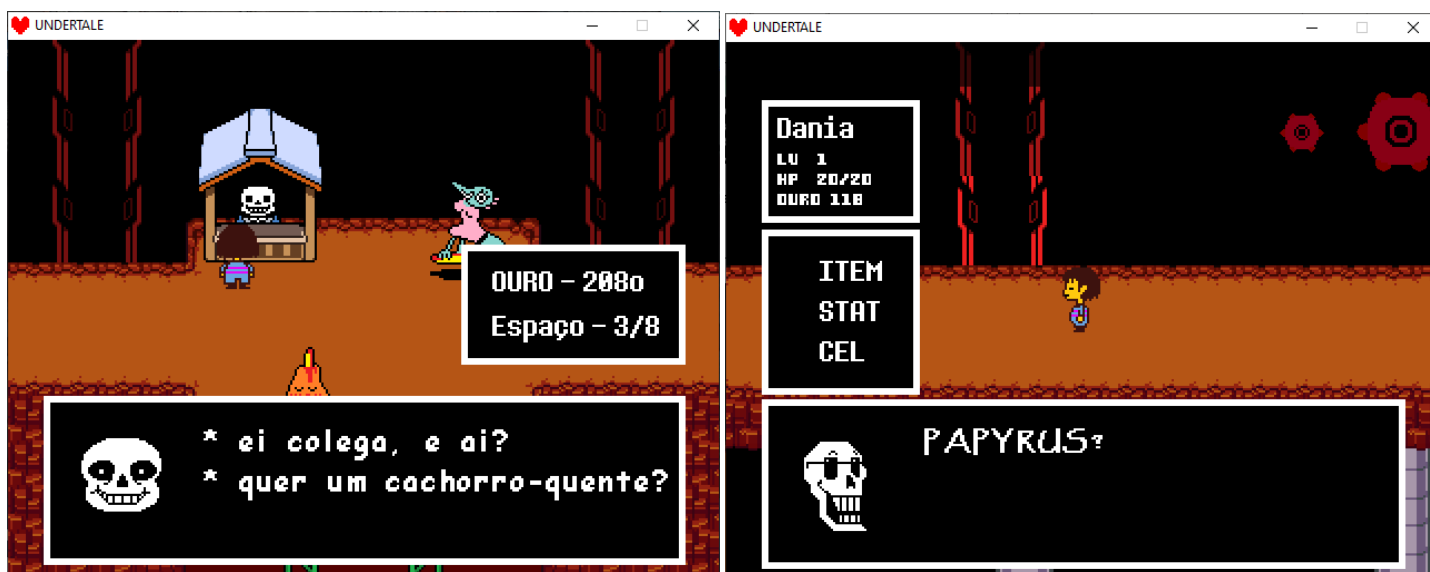 UNDERTALE
OURO – 208o
Espaço – 3/8
* ei colega, e ai?
* quer um cachorro-quente?
UNDERTALE
Dania
LV 1
HP 20/20
OURO 118
ITEM
STAT
CEL
PAPYRUS?